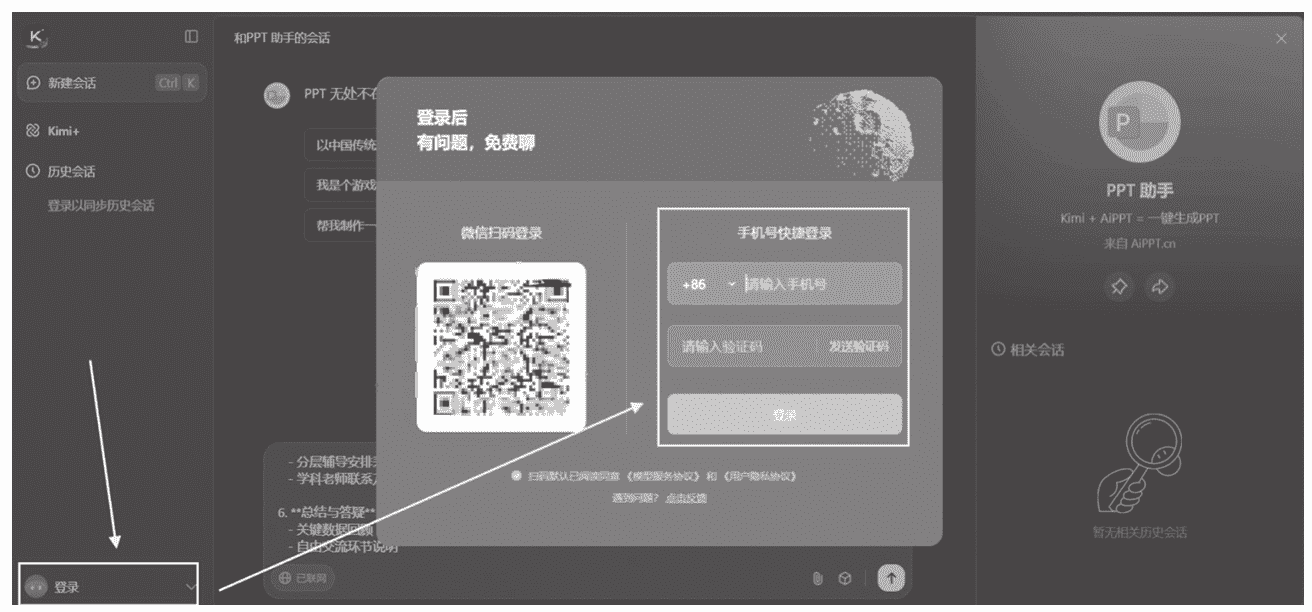 K
新建会话 Ctrl K
Kimi+
历史会话
登录以同步历史会话
登录
和PPT 助手的会话
PPT 无处不在
以中国传统
我是个游戏
帮我制作一
- 分层辅导安排
- 学科老师联系
6. **总结与答疑**
- 关键数据回顾
- 自由交流环节说明
已联网
登录后
有问题，免费聊
微信扫码登录
手机号快捷登录
+86 请输入手机号
请输入验证码 发送验证码
登录
扫码默认已阅读同意《模型服务协议》和《用户隐私协议》
遇到问题？点击反馈
P
PPT 助手
Kimi + AiPPT = 一键生成PPT
来自 AiPPT.cn
相关会话
暂无相关历史会话